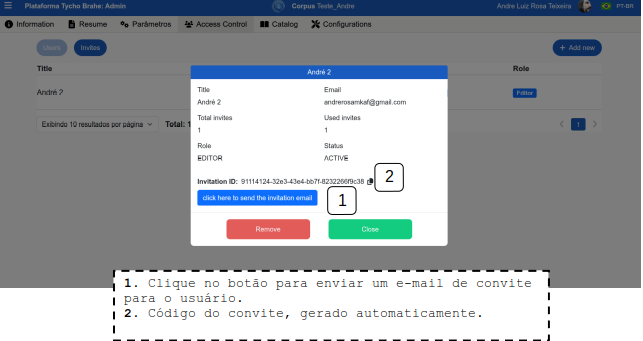 Plataforma Tycho Brahe: Admin
Corpus Teste_Andre
Andre Luiz Rosa Teixeira
PT-BR
Information
Resume
Parâmetros
Access Control
Catalog
Configurations
Users
Invites
+ Add new
Title
Role
André 2
Editor
Exibindo 10 resultados por página
Total: 1
1
André 2
Title
Email
André 2
andrerosamkaf@gmail.com
Total invites
Used invites
1
1
Role
Status
EDITOR
ACTIVE
Invitation ID: 91114124-32e3-43e4-bb7f-8232266f9c38
2
click here to send the invitation email
1
Remove
Close
1. Clique no botão para enviar um e-mail de convite
para o usuário.
2. Código do convite, gerado automaticamente.